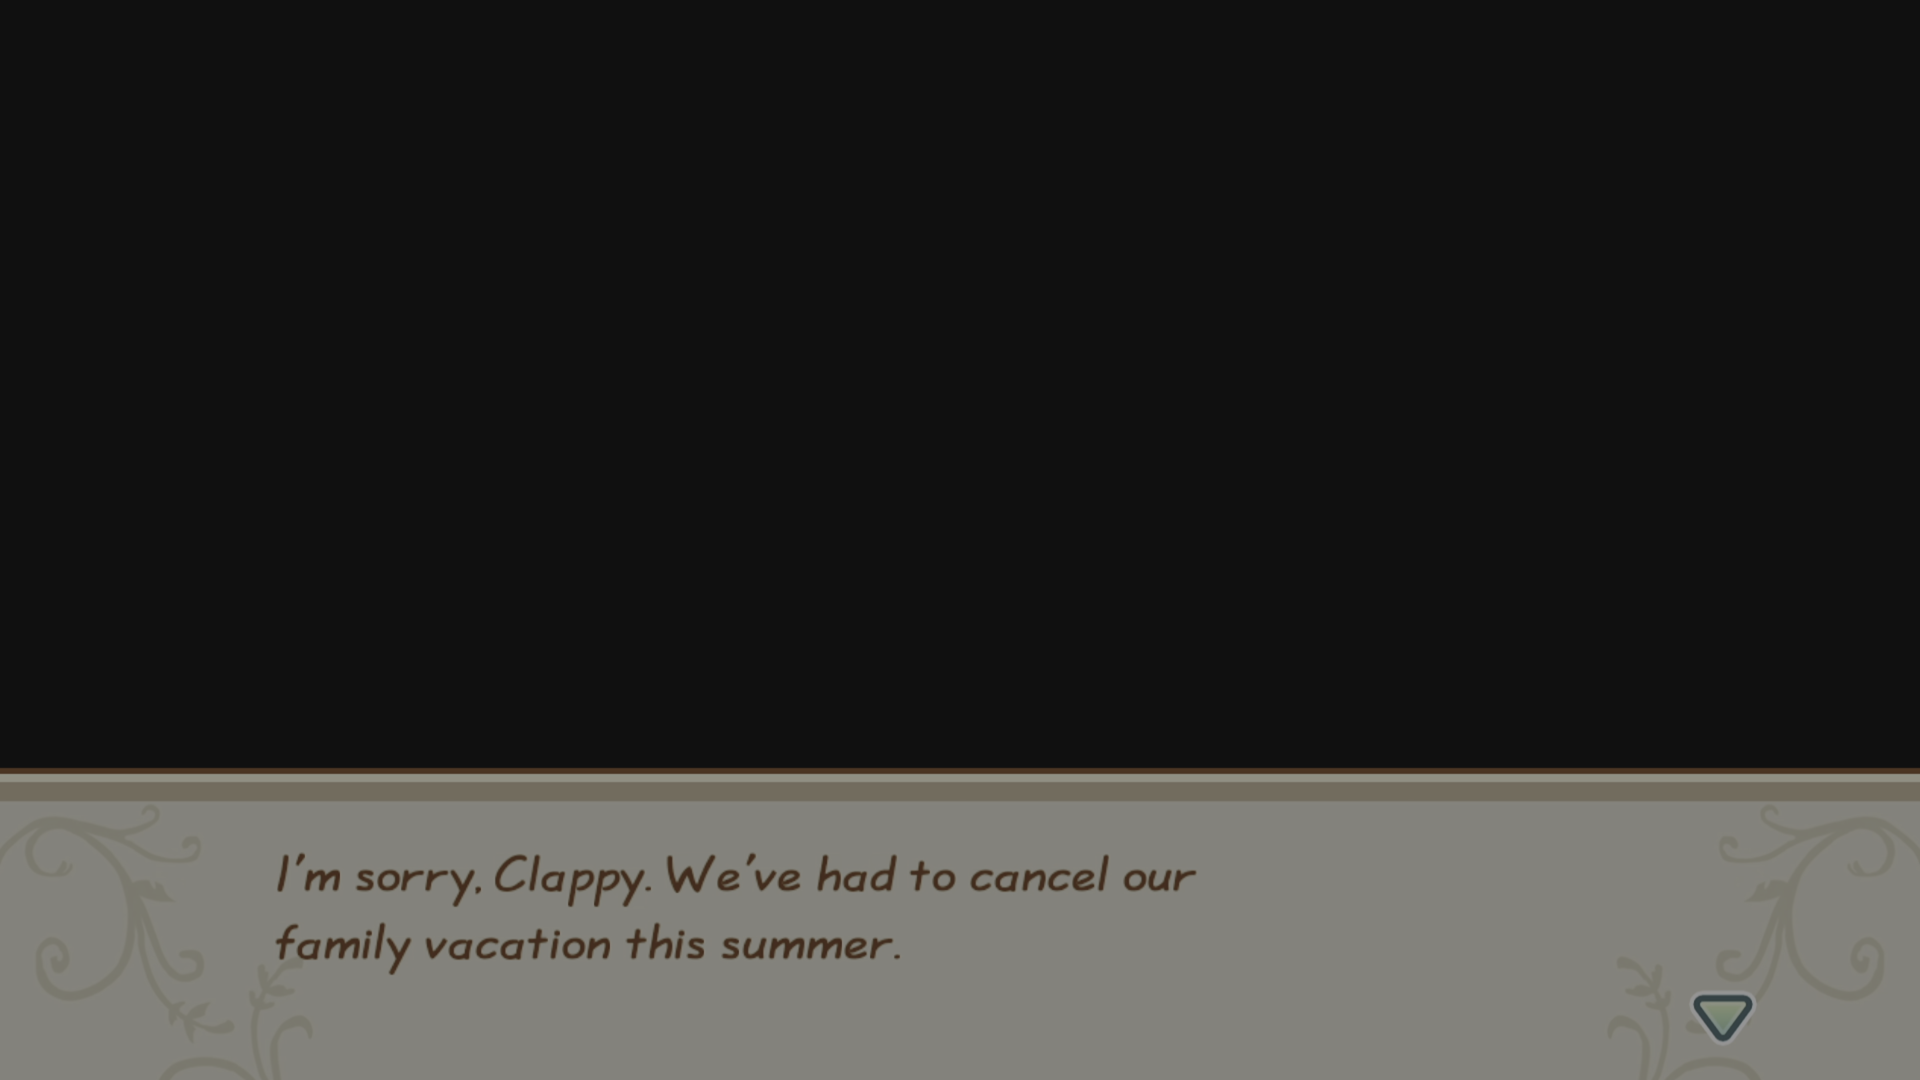 I'm sorry, Clappy. We've had to cancel our
family vacation this summer.